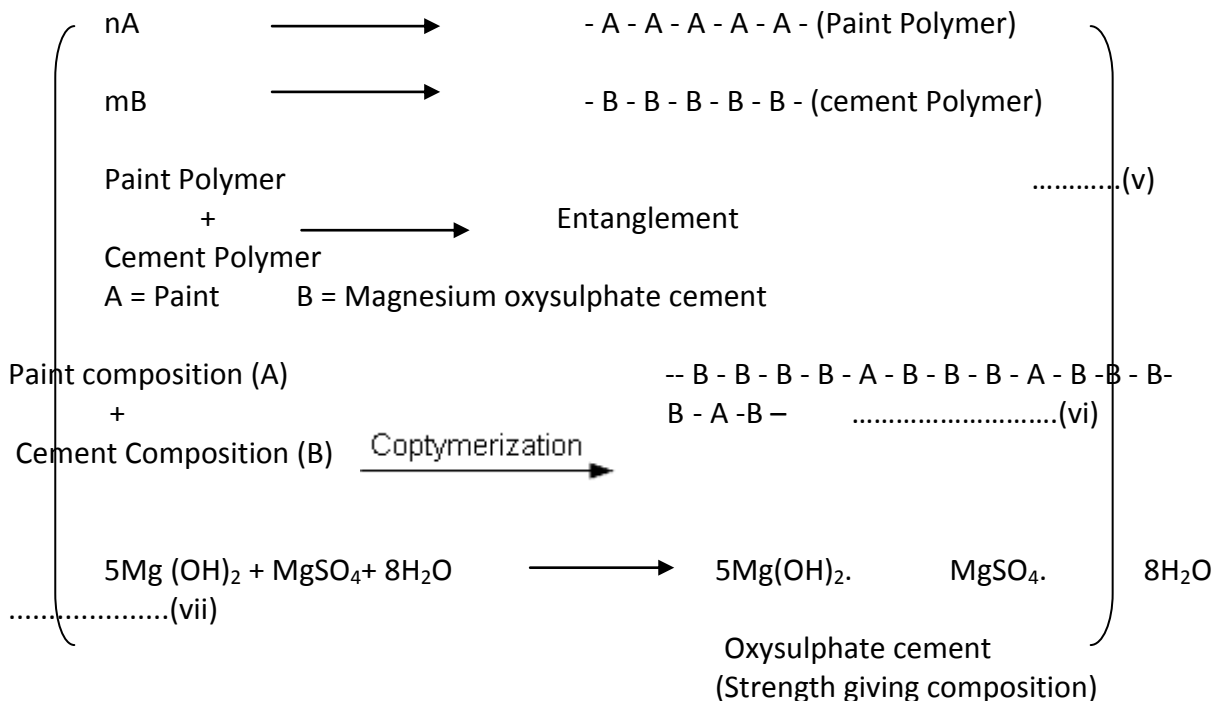 nA - A - A - A - A - A - (Paint Polymer)
mB - B - B - B - B - B - (cement Polymer)
Paint Polymer …………(v)
+ Entanglement
Cement Polymer
A = Paint B = Magnesium oxysulphate cement
Paint composition (A) -- B - B - B - B - A - B - B - B - A - B -B - B-
+ B - A -B – ………………………(vi)
Cement Composition (B) Coptymerization
5Mg (OH)₂ + MgSO₄+ 8H₂O 5Mg(OH)₂. MgSO₄. 8H₂O
...................(vii)
Oxysulphate cement
(Strength giving composition)